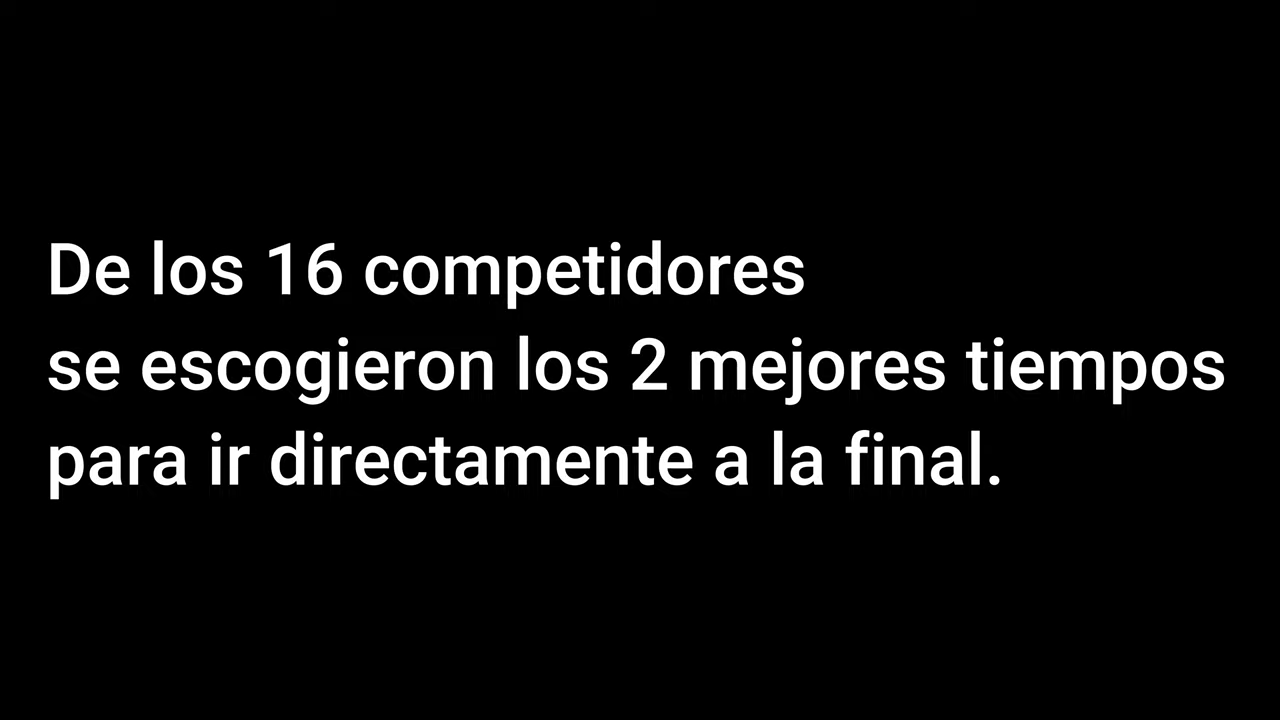 De los 16 competidores
se escogieron los 2 mejores tiempos
para ir directamente a la final.